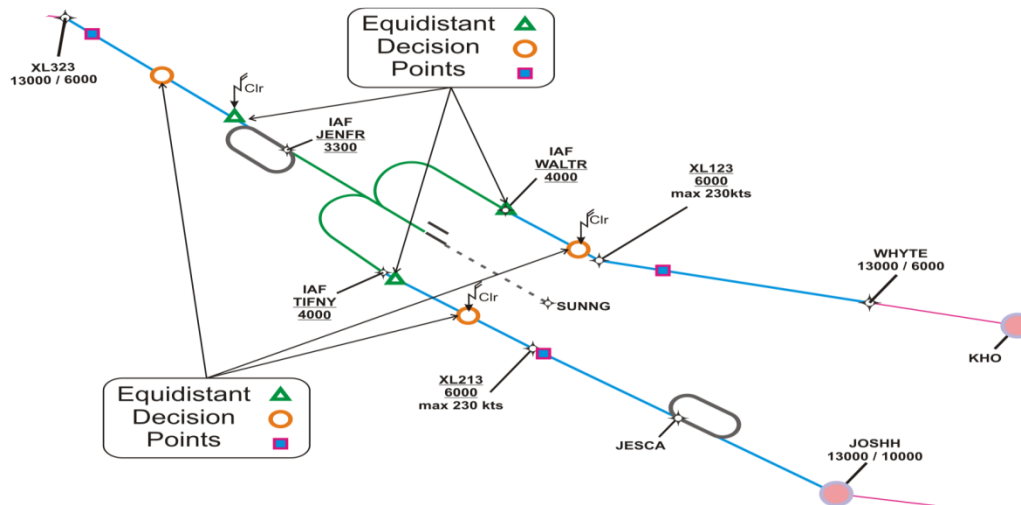 Equidistant
Decision
Points
XL323
13000 / 6000
Clr
IAF
JENFR
3300
IAF
WALTR
4000
XL123
6000
max 230kts
Clr
WHYTE
13000 / 6000
IAF
TIFNY
4000
Clr
SUNNG
KHO
Equidistant
Decision
Points
XL213
6000
max 230 kts
JESCA
JOSHH
13000 / 10000